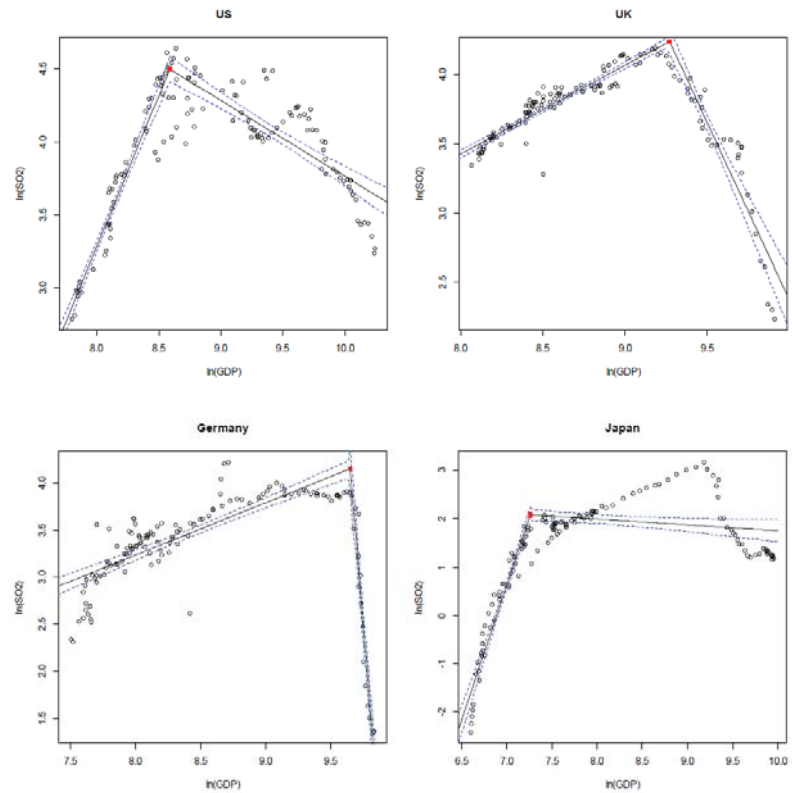 US
UK
4.5
4.0
3.5
3.0
ln(SO2)
8.0 8.5 9.0 9.5 10.0
ln(GDP)
4.0
3.5
3.0
2.5
ln(SO2)
8.0 8.5 9.0 9.5
ln(GDP)
Germany
Japan
4.0
3.5
3.0
2.5
2.0
1.5
ln(SO2)
7.5 8.0 8.5 9.0 9.5
ln(GDP)
3
2
1
0
-1
-2
ln(SO2)
6.5 7.0 7.5 8.0 8.5 9.0 9.5 10.0
ln(GDP)